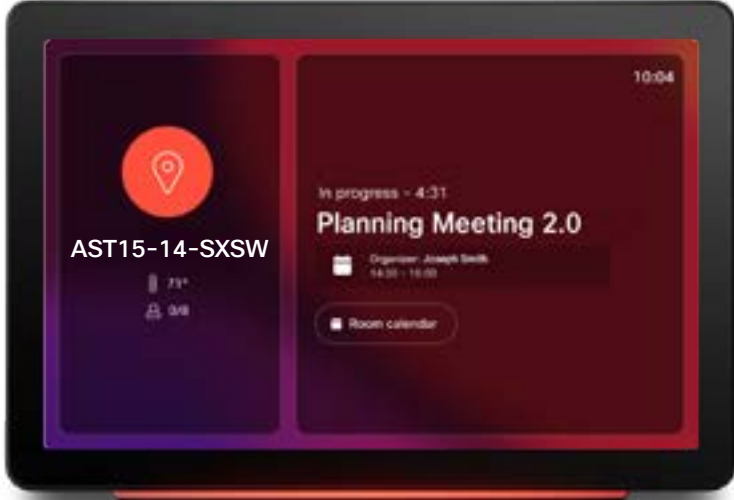 10:04
AST15-14-SXSW
71°
0/8
In progress - 4:31
Planning Meeting 2.0
Organizer: Joseph Smith
Room calendar